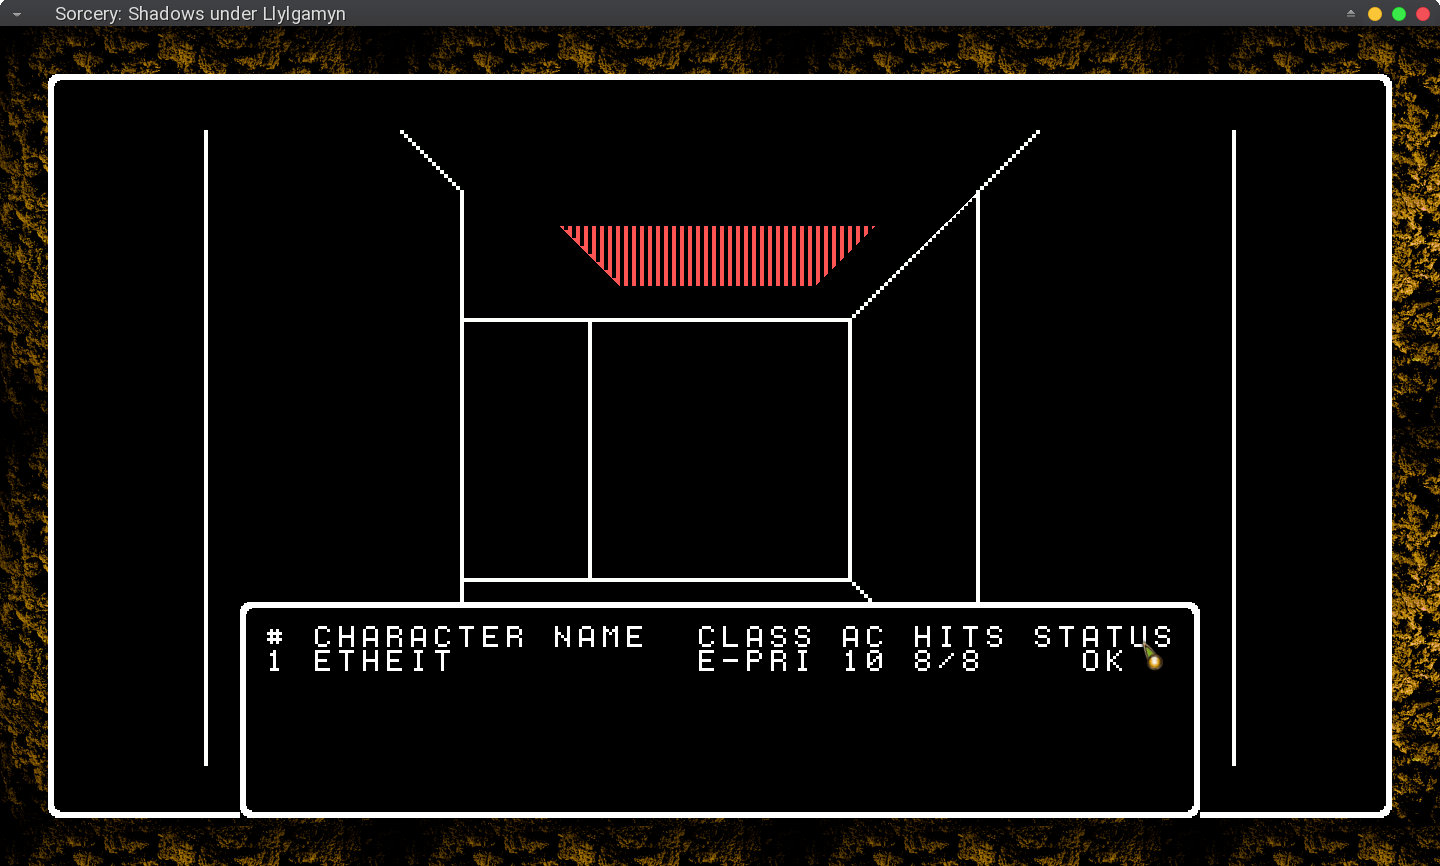 Sorcery: Shadows under Llylgamyn
# CHARACTER NAME CLASS AC HITS STATUS
1 ETHEIT E-PRI 10 8/8 OK